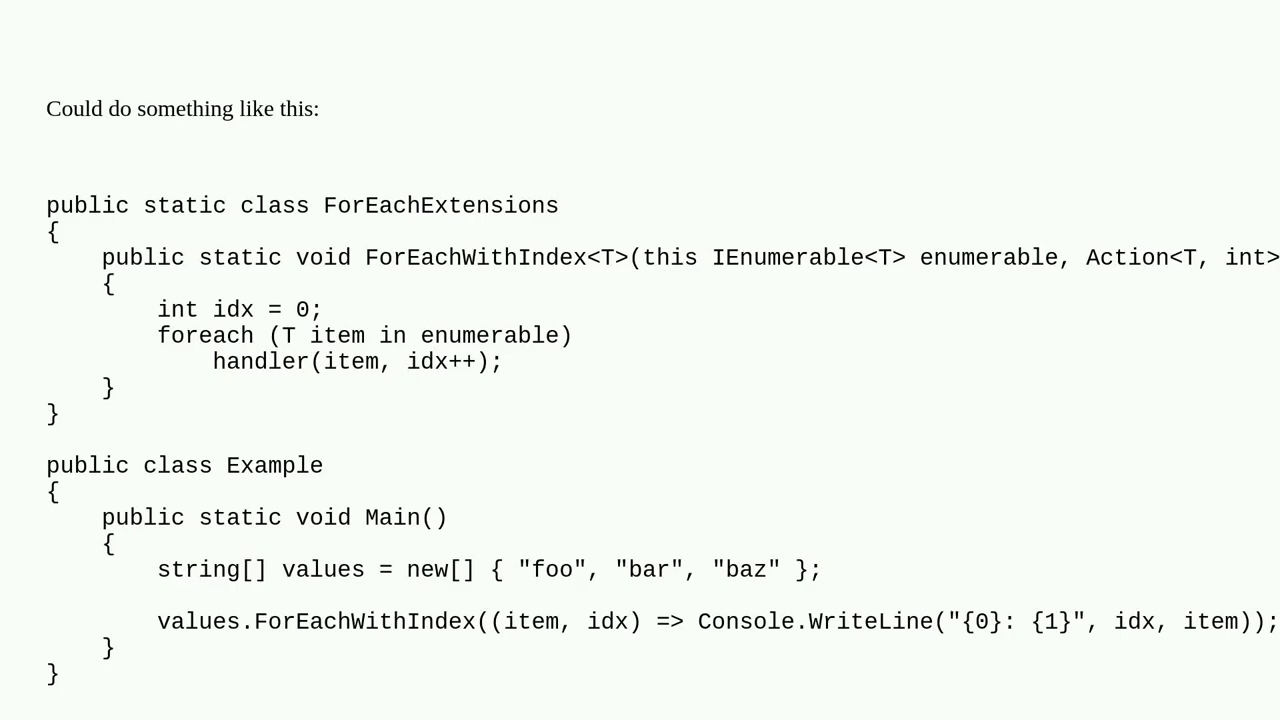 Could do something like this:
public static class ForEachExtensions
{
    public static void ForEachWithIndex<T>(this IEnumerable<T> enumerable, Action<T, int>
    {
        int idx = 0;
        foreach (T item in enumerable)
            handler(item, idx++);
    }
}
public class Example
{
    public static void Main()
    {
        string[] values = new[] { "foo", "bar", "baz" };
        values.ForEachWithIndex((item, idx) => Console.WriteLine("{0}: {1}", idx, item));
    }
}